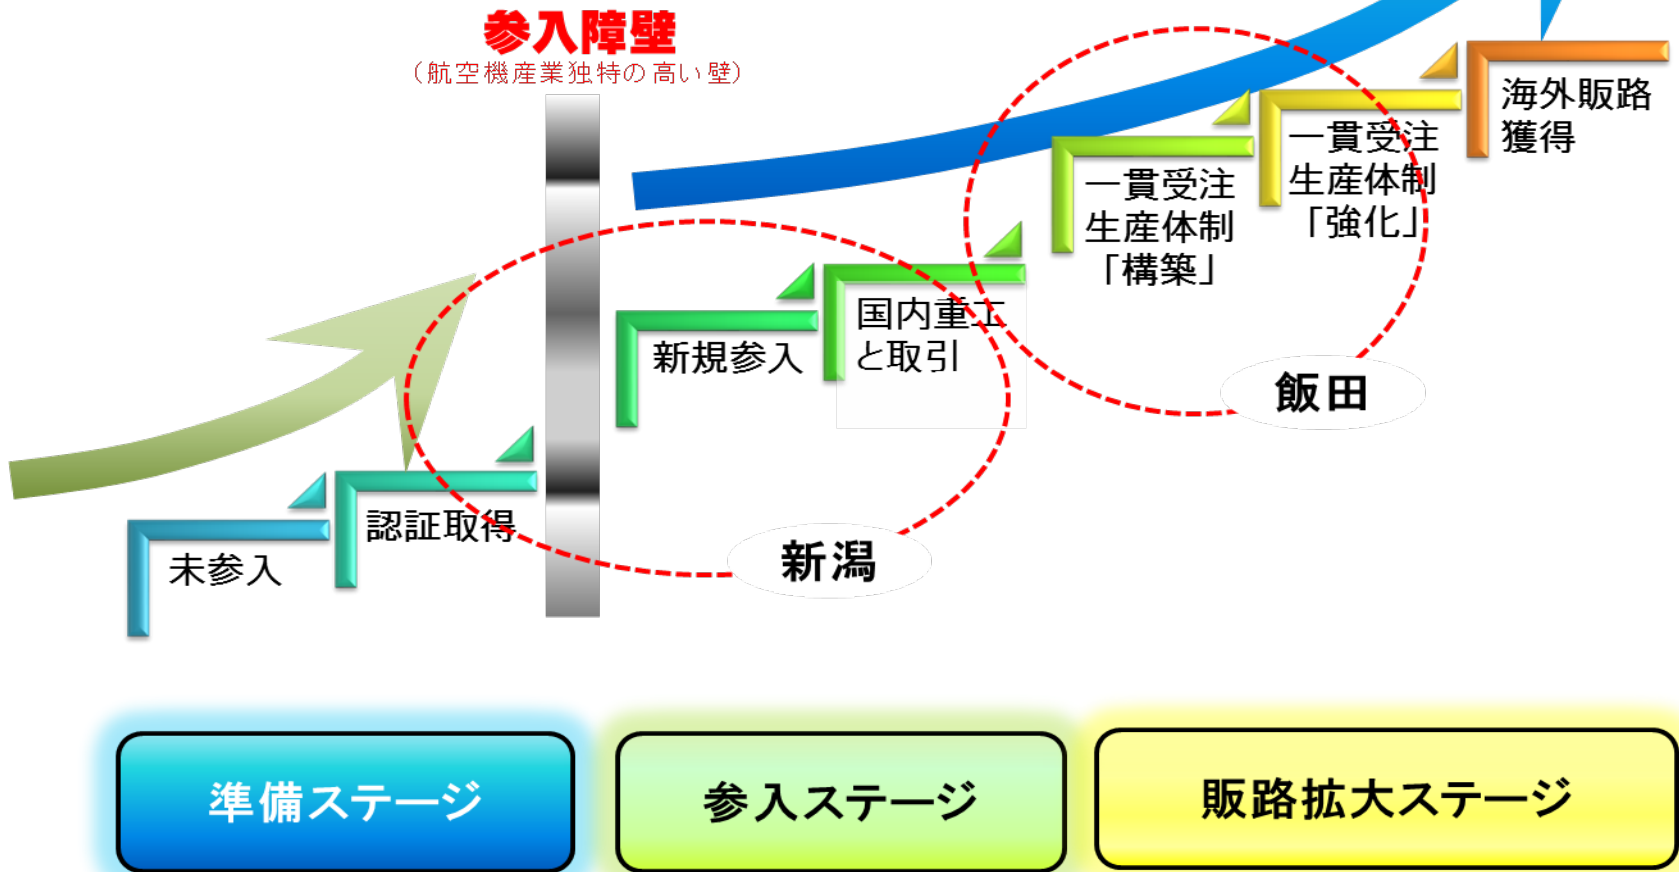 参入障壁
（航空機産業独特の高い壁）
海外販路
獲得
一貫受注
生産体制
「強化」
一貫受注
生産体制
「構築」
国内重工
と取引
新規参入
飯田
認証取得
未参入
新潟
準備ステージ
参入ステージ
販路拡大ステージ